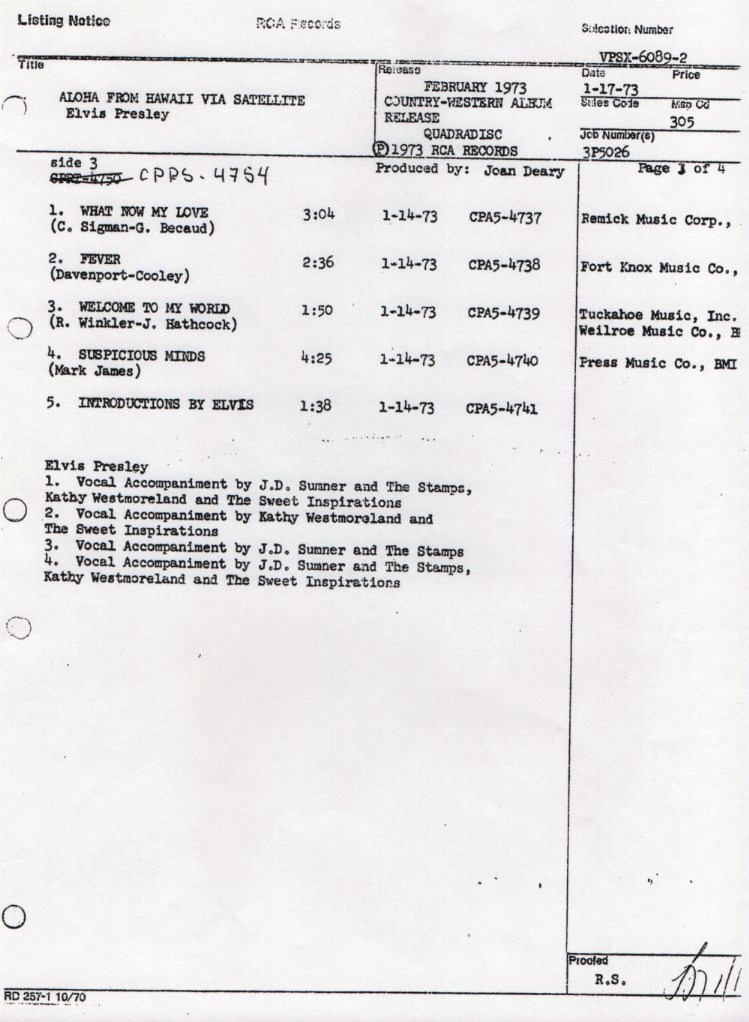 Listing Notice
RCA Records
Selection Number
VPSX-6089-2
Title
Release
Date Price
ALOHA FROM HAWAII VIA SATELLITE
Elvis Presley
FEBRUARY 1973
COUNTRY-WESTERN ALBUM
RELEASE
QUADRADISC
Ⓟ1973 RCA RECORDS
1-17-73
Sales Code Msp Cd
305
Job Number(s)
3P5026
side 3
CPRT-4750 CPPS-4754
Produced by: Joan Deary
Page 3 of 4
1. WHAT NOW MY LOVE 3:04 1-14-73 CPA5-4737 Remick Music Corp.,
(C. Sigman-G. Becaud)
2. FEVER 2:36 1-14-73 CPA5-4738 Fort Knox Music Co.,
(Davenport-Cooley)
3. WELCOME TO MY WORLD 1:50 1-14-73 CPA5-4739 Tuckahoe Music, Inc.
(R. Winkler-J. Hathcock) Weilroe Music Co., B
4. SUSPICIOUS MINDS 4:25 1-14-73 CPA5-4740 Press Music Co., BMI
(Mark James)
5. INTRODUCTIONS BY ELVIS 1:38 1-14-73 CPA5-4741
Elvis Presley
1. Vocal Accompaniment by J.D. Sumner and The Stamps,
Kathy Westmoreland and The Sweet Inspirations
2. Vocal Accompaniment by Kathy Westmoreland and
The Sweet Inspirations
3. Vocal Accompaniment by J.D. Sumner and The Stamps
4. Vocal Accompaniment by J.D. Sumner and The Stamps,
Kathy Westmoreland and The Sweet Inspirations
Proofed
R.S.
RD 257-1 10/70